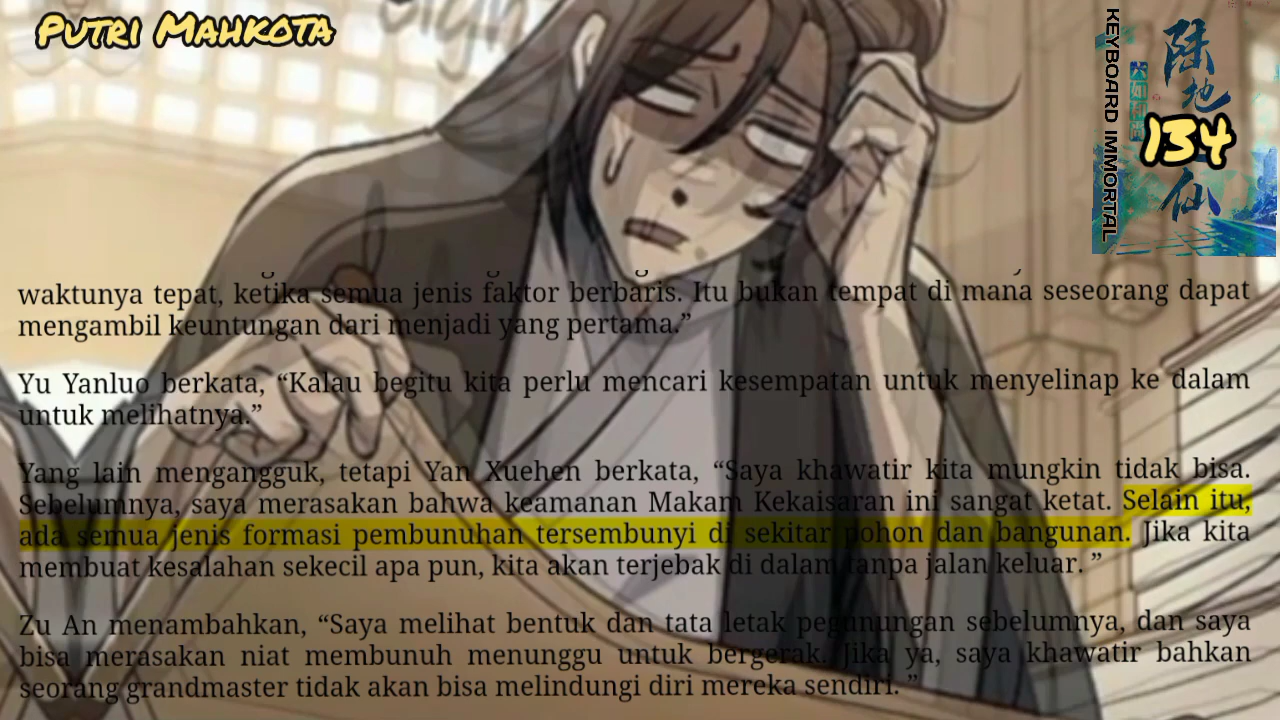 PUTRI MAHKOTA
KEYBOARD IMMORTAL
陆地
134
仙
waktunya tepat, ketika semua jenis faktor berbaris. Itu bukan tempat di mana seseorang dapat
mengambil keuntungan dari menjadi yang pertama.”
Yu Yanluo berkata, “Kalau begitu kita perlu mencari kesempatan untuk menyelinap ke dalam
untuk melihatnya.”
Yang lain mengangguk, tetapi Yan Xuehen berkata, “Saya khawatir kita mungkin tidak bisa.
Sebelumnya, saya merasakan bahwa keamanan Makam Kekaisaran ini sangat ketat. Selain itu,
ada semua jenis formasi pembunuhan tersembunyi di sekitar pohon dan bangunan. Jika kita
membuat kesalahan sekecil apa pun, kita akan terjebak di dalam tanpa jalan keluar. ”
Zu An menambahkan, “Saya melihat bentuk dan tata letak pegunungan sebelumnya, dan saya
bisa merasakan niat membunuh menunggu untuk bergerak. Jika ya, saya khawatir bahkan
seorang grandmaster tidak akan bisa melindungi diri mereka sendiri. ”